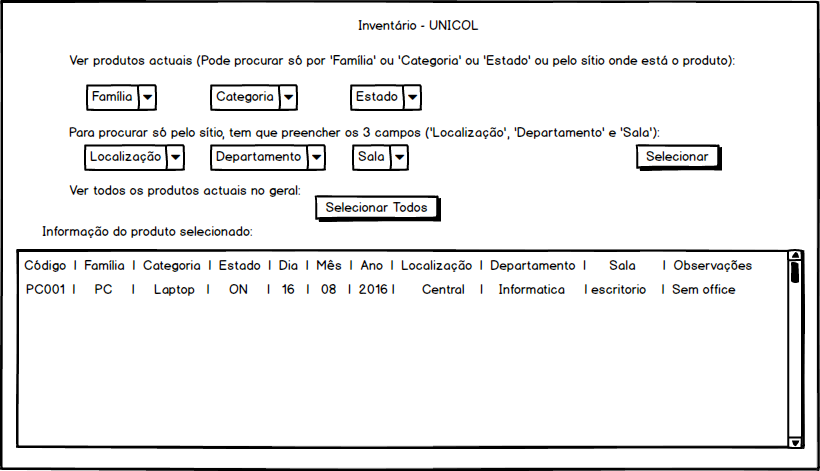 Inventário - UNICOL
Ver produtos actuais (Pode procurar só por 'Família' ou 'Categoria' ou 'Estado' ou pelo sítio onde está o produto):
Família Categoria Estado
Para procurar só pelo sítio, tem que preencher os 3 campos ('Localização', 'Departamento' e 'Sala'):
Localização Departamento Sala Selecionar
Ver todos os produtos actuais no geral:
Selecionar Todos
Informação do produto selecionado:
Código | Família | Categoria | Estado | Dia | Mês | Ano | Localização | Departamento | Sala | Observações
PC001 | PC | Laptop | ON | 16 | 08 | 2016 | Central | Informatica | escritorio | Sem office